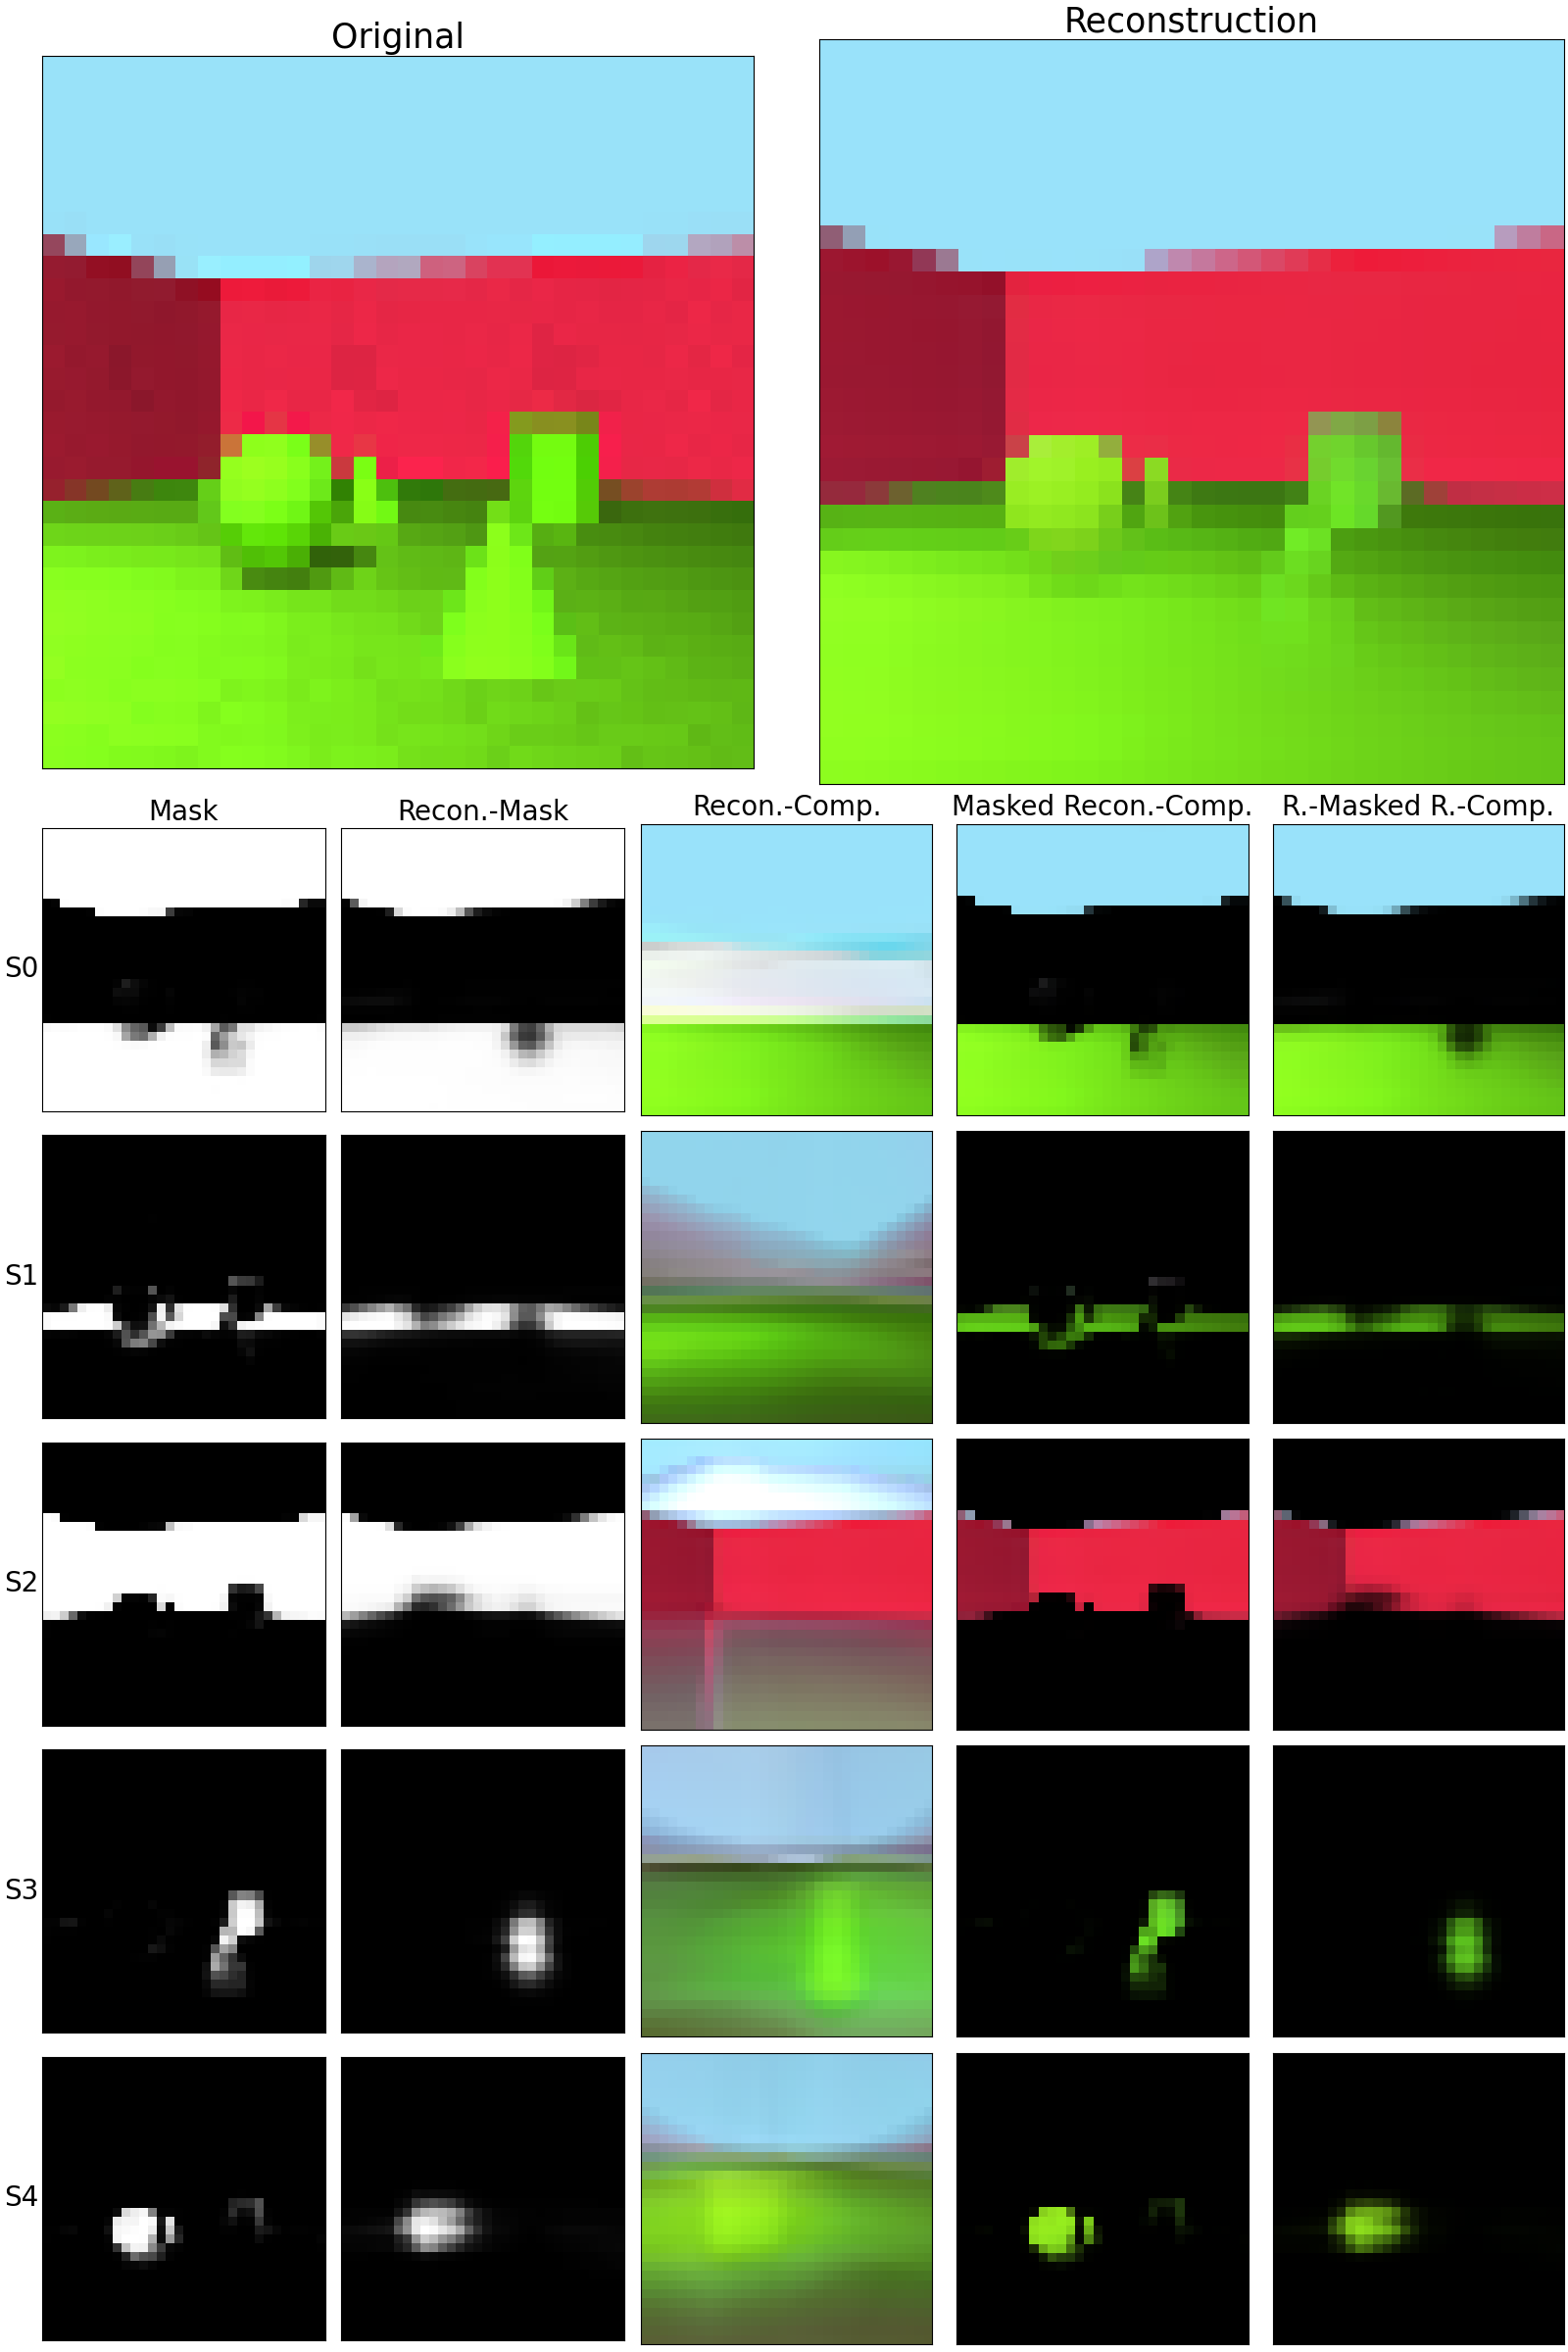 Original
Reconstruction
Mask
Recon.-Mask
Recon.-Comp.
Masked Recon.-Comp.
R.-Masked R.-Comp.
S0
S1
S2
S3
S4